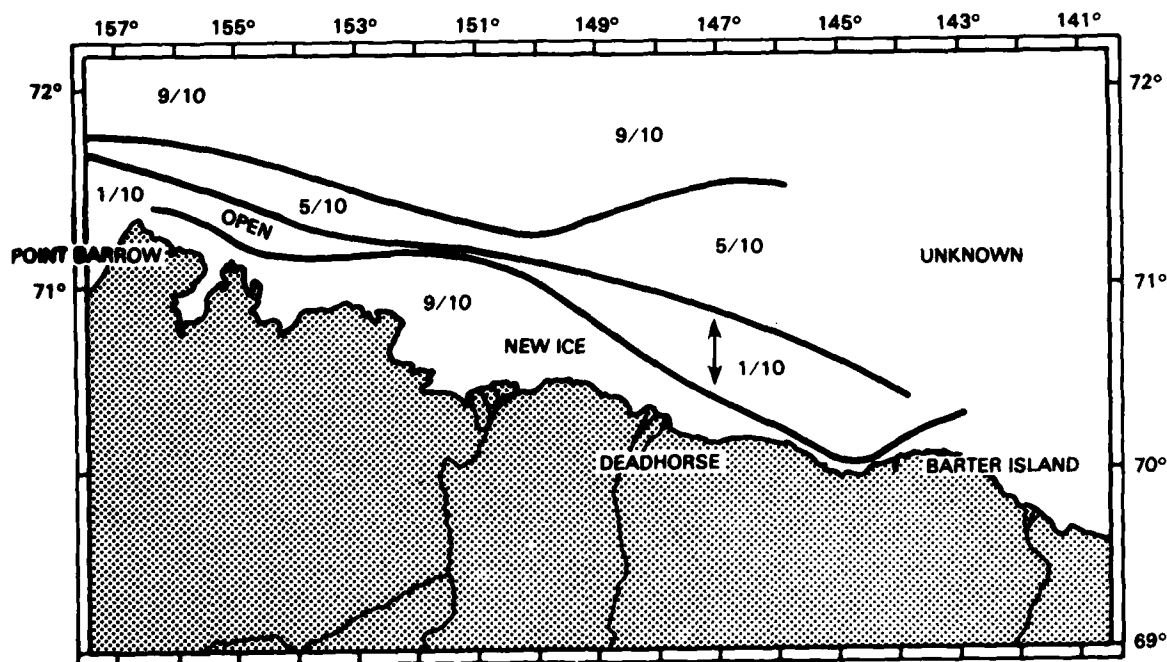 157° 155° 153° 151° 149° 147° 145° 143° 141°
72° 72°
9/10
9/10
1/10
5/10
OPEN
5/10
POINT BARROW
UNKNOWN
71° 71°
9/10
NEW ICE
1/10
DEADHORSE
BARTER ISLAND
70°
69°